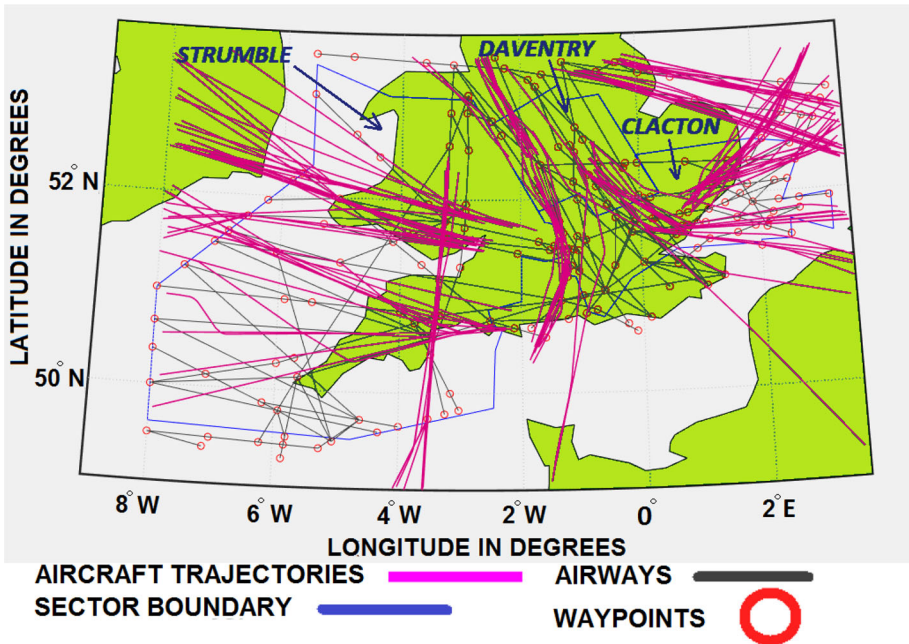 STRUMBLE
DAVENTRY
CLACTON
LATITUDE IN DEGREES
52° N
50° N
8° W
6° W
4° W
2° W
0°
2° E
LONGITUDE IN DEGREES
AIRCRAFT TRAJECTORIES
AIRWAYS
SECTOR BOUNDARY
WAYPOINTS